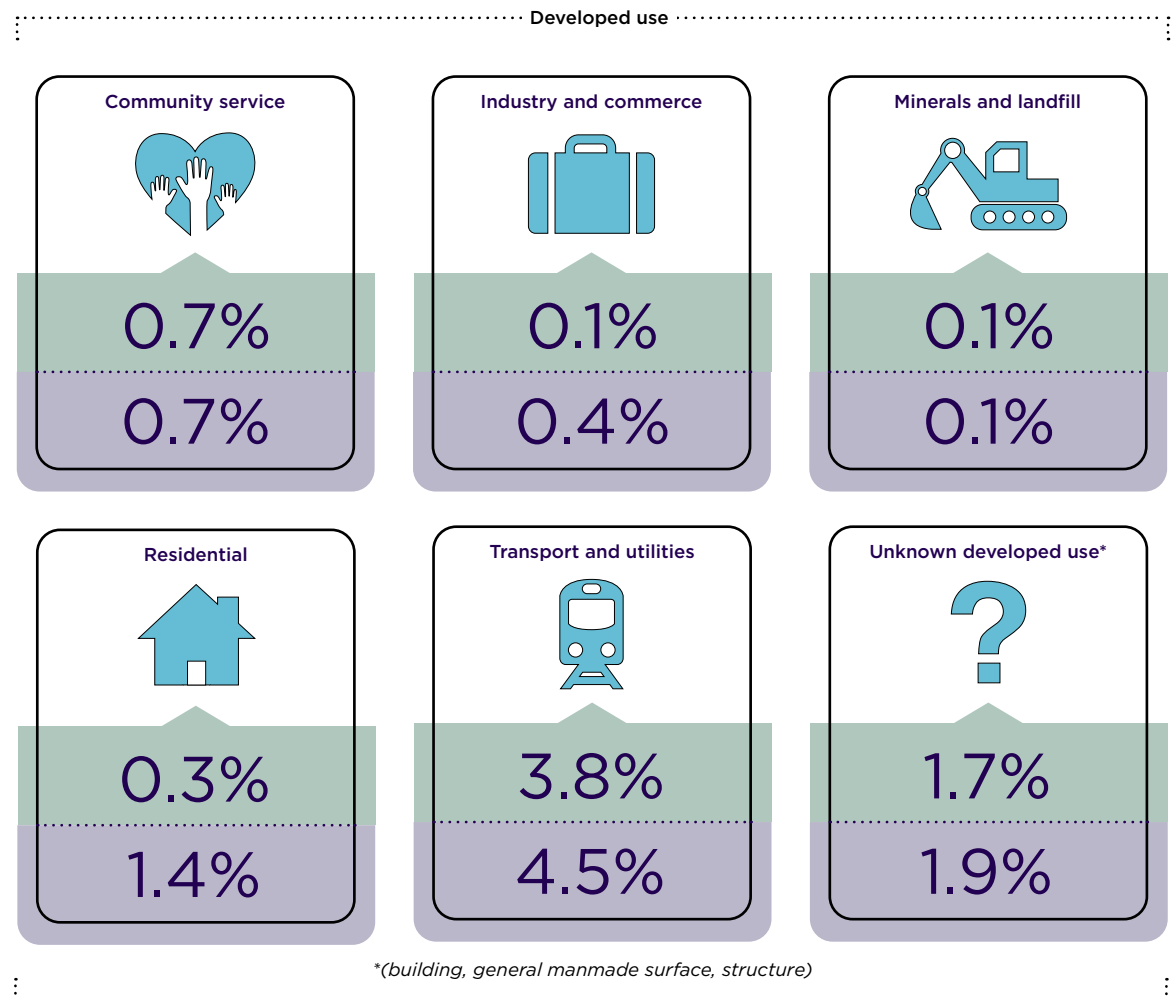 Developed use
Community service
0.7%
0.7%
Industry and commerce
0.1%
0.4%
Minerals and landfill
0.1%
0.1%
Residential
0.3%
1.4%
Transport and utilities
3.8%
4.5%
Unknown developed use*
1.7%
1.9%
*(building, general manmade surface, structure)